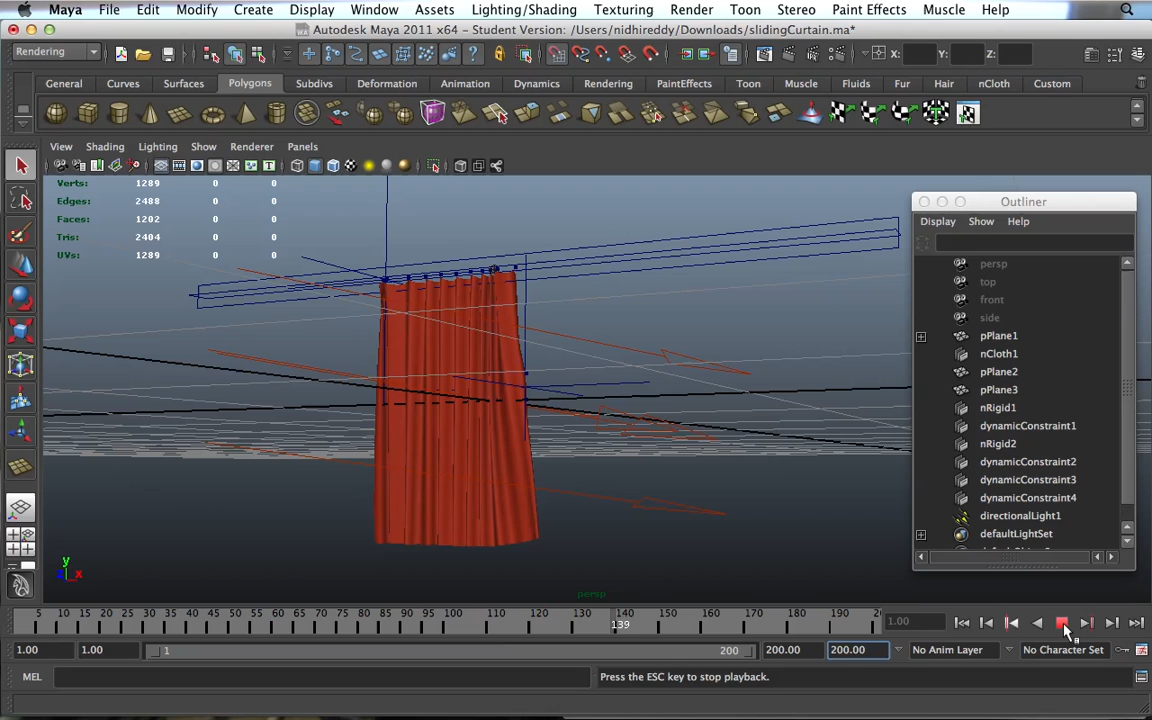 Maya File Edit Modify Create Display Window Assets Lighting/Shading Texturing Render Toon Stereo Paint Effects Muscle Help
Autodesk Maya 2011 x64 - Student Version: /Users/nidhireddy/Downloads/slidingCurtain.ma*
Rendering X: Y: Z:
General Curves Surfaces Polygons Subdivs Deformation Animation Dynamics Rendering PaintEffects Toon Muscle Fluids Fur Hair nCloth Custom
View Shading Lighting Show Renderer Panels
Verts: 1289 0 0
Edges: 2488 0 0
Faces: 1202 0 0
Tris: 2404 0 0
UVs: 1289 0 0
Outliner
Display Show Help
persp
top
front
side
pPlane1
nCloth1
pPlane2
pPlane3
nRigid1
dynamicConstraint1
nRigid2
dynamicConstraint2
dynamicConstraint3
dynamicConstraint4
directionalLight1
defaultLightSet
y
x
persp
5 10 15 20 25 30 35 40 45 50 55 60 65 70 75 80 85 90 95 100 110 120 130 140 150 160 170 180 190
139
1.00
1.00 1.00 1 200 200.00 200.00 No Anim Layer No Character Set
MEL Press the ESC key to stop playback.